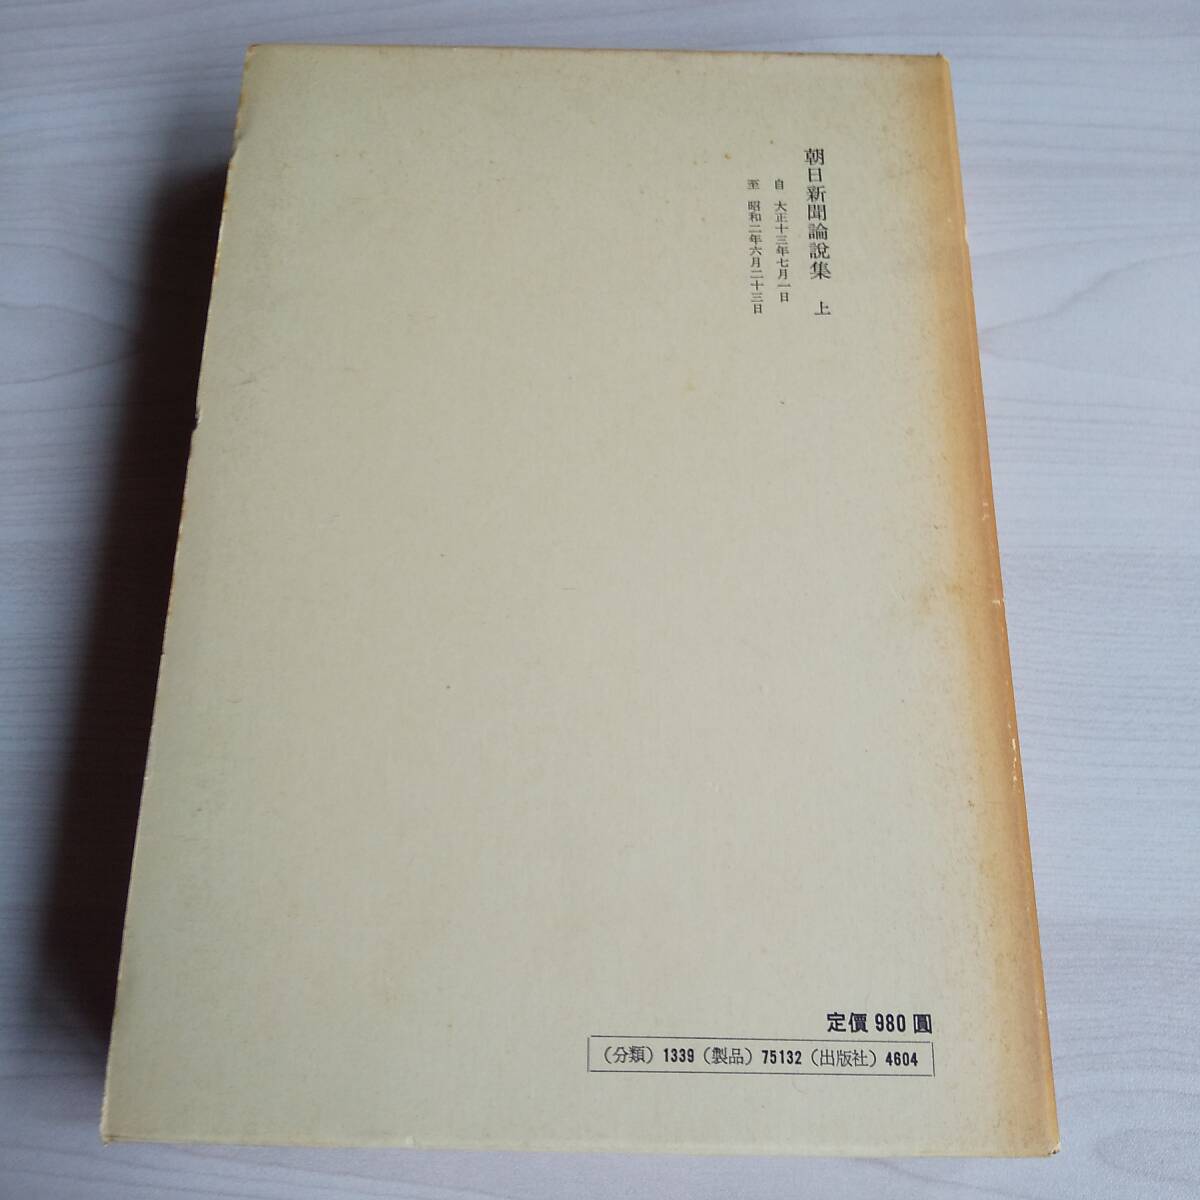 朝日新聞論說集　上
自　大正十三年七月一日
至　昭和二年六月二十三日
定價 980 圓
（分類）1339（製品）75132（出版社）4604